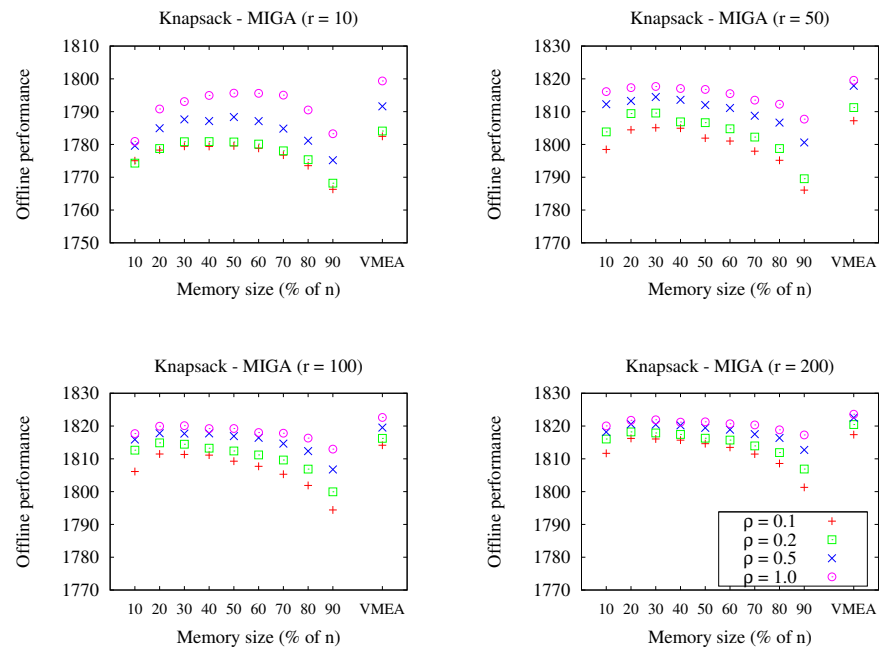 Knapsack - MIGA (r = 10)
1810
1800
1790
1780
1770
1760
1750
Offline performance
10 20 30 40 50 60 70 80 90 VMEA
Memory size (% of n)
Knapsack - MIGA (r = 50)
1830
1820
1810
1800
1790
1780
1770
Offline performance
10 20 30 40 50 60 70 80 90 VMEA
Memory size (% of n)
Knapsack - MIGA (r = 100)
1830
1820
1810
1800
1790
1780
1770
Offline performance
10 20 30 40 50 60 70 80 90 VMEA
Memory size (% of n)
Knapsack - MIGA (r = 200)
1830
1820
1810
1800
1790
1780
1770
Offline performance
ρ = 0.1
ρ = 0.2
ρ = 0.5
ρ = 1.0
10 20 30 40 50 60 70 80 90 VMEA
Memory size (% of n)